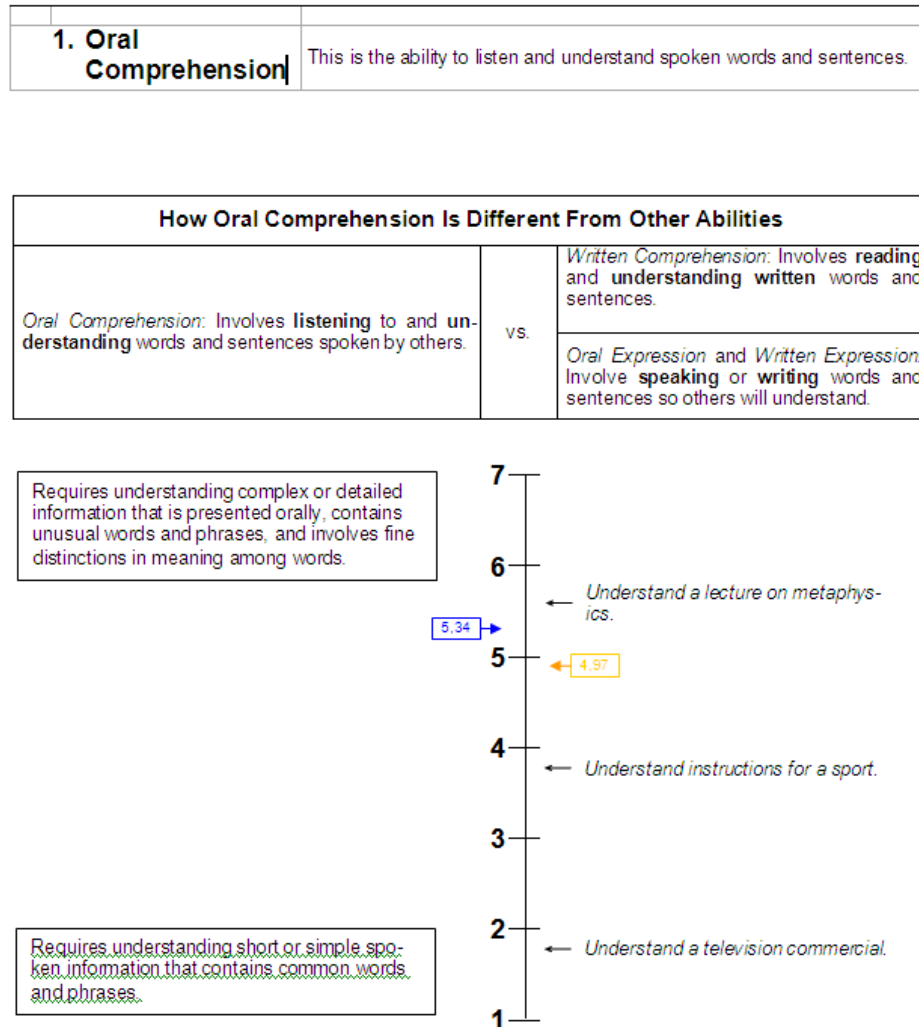 1. Oral
Comprehension
This is the ability to listen and understand spoken words and sentences.
How Oral Comprehension Is Different From Other Abilities
Oral Comprehension: Involves listening to and un-
derstanding words and sentences spoken by others.
vs.
Written Comprehension: Involves reading
and understanding written words and
sentences.
Oral Expression and Written Expression:
Involve speaking or writing words and
sentences so others will understand.
Requires understanding complex or detailed
information that is presented orally, contains
unusual words and phrases, and involves fine
distinctions in meaning among words.
7
6
Understand a lecture on metaphys-
ics.
5,34
5
4,97
4
Understand instructions for a sport.
3
2
Understand a television commercial.
Requires understanding short or simple spo-
ken information that contains common words
and phrases.
1